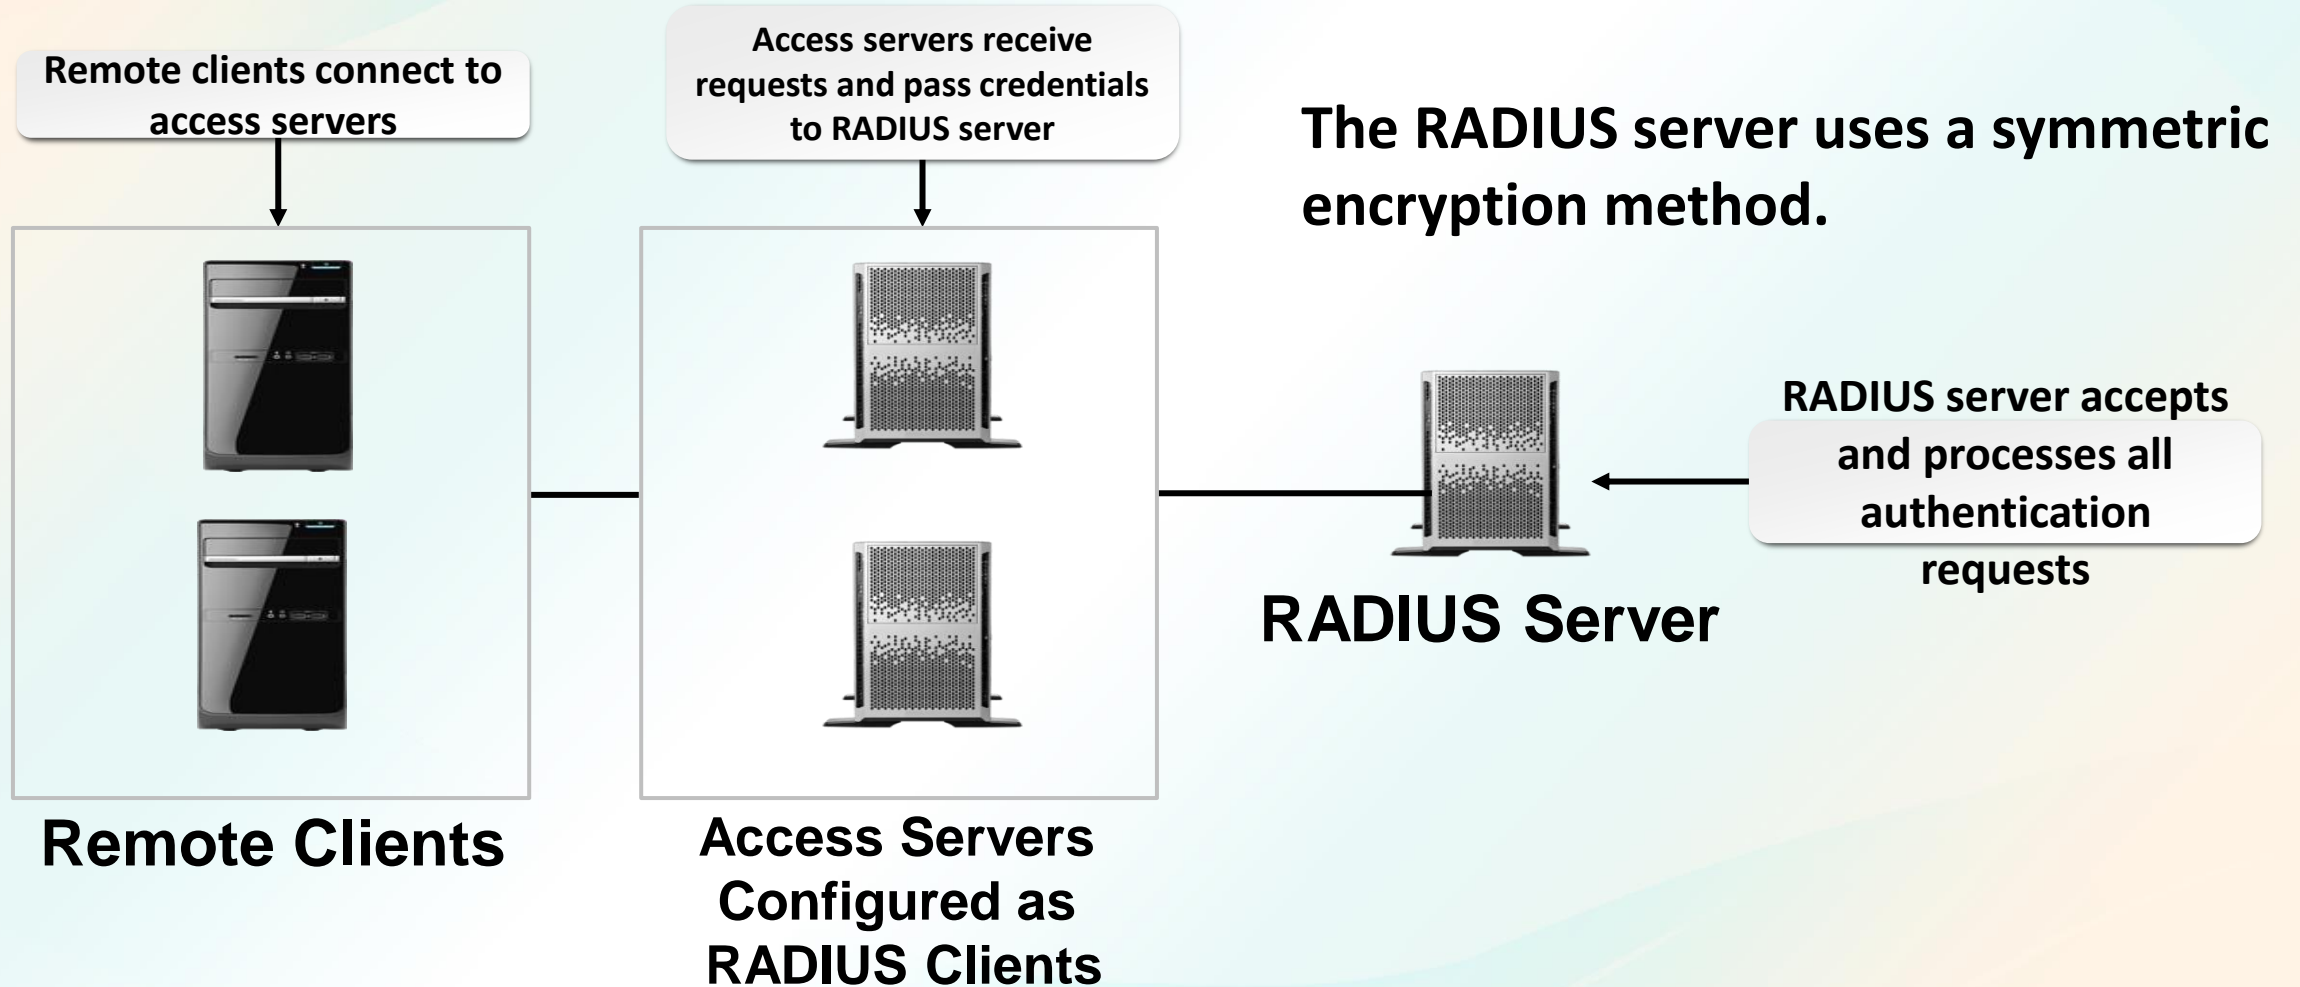 Remote clients connect to
access servers
Access servers receive
requests and pass credentials
to RADIUS server
The RADIUS server uses a symmetric
encryption method.
RADIUS server accepts
and processes all
authentication
requests
RADIUS Server
Remote Clients
Access Servers
Configured as
RADIUS Clients